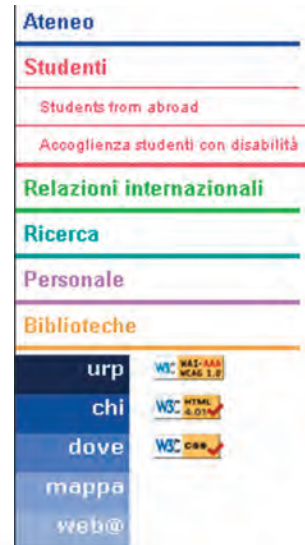 Ateneo
Studenti
Students from abroad
Accoglienza studenti con disabilità
Relazioni internazionali
Ricerca
Personale
Biblioteche
urp W3C WAI-AAA WCAG 1.0
chi W3C HTML 4.01
dove W3C css
mappa
web@